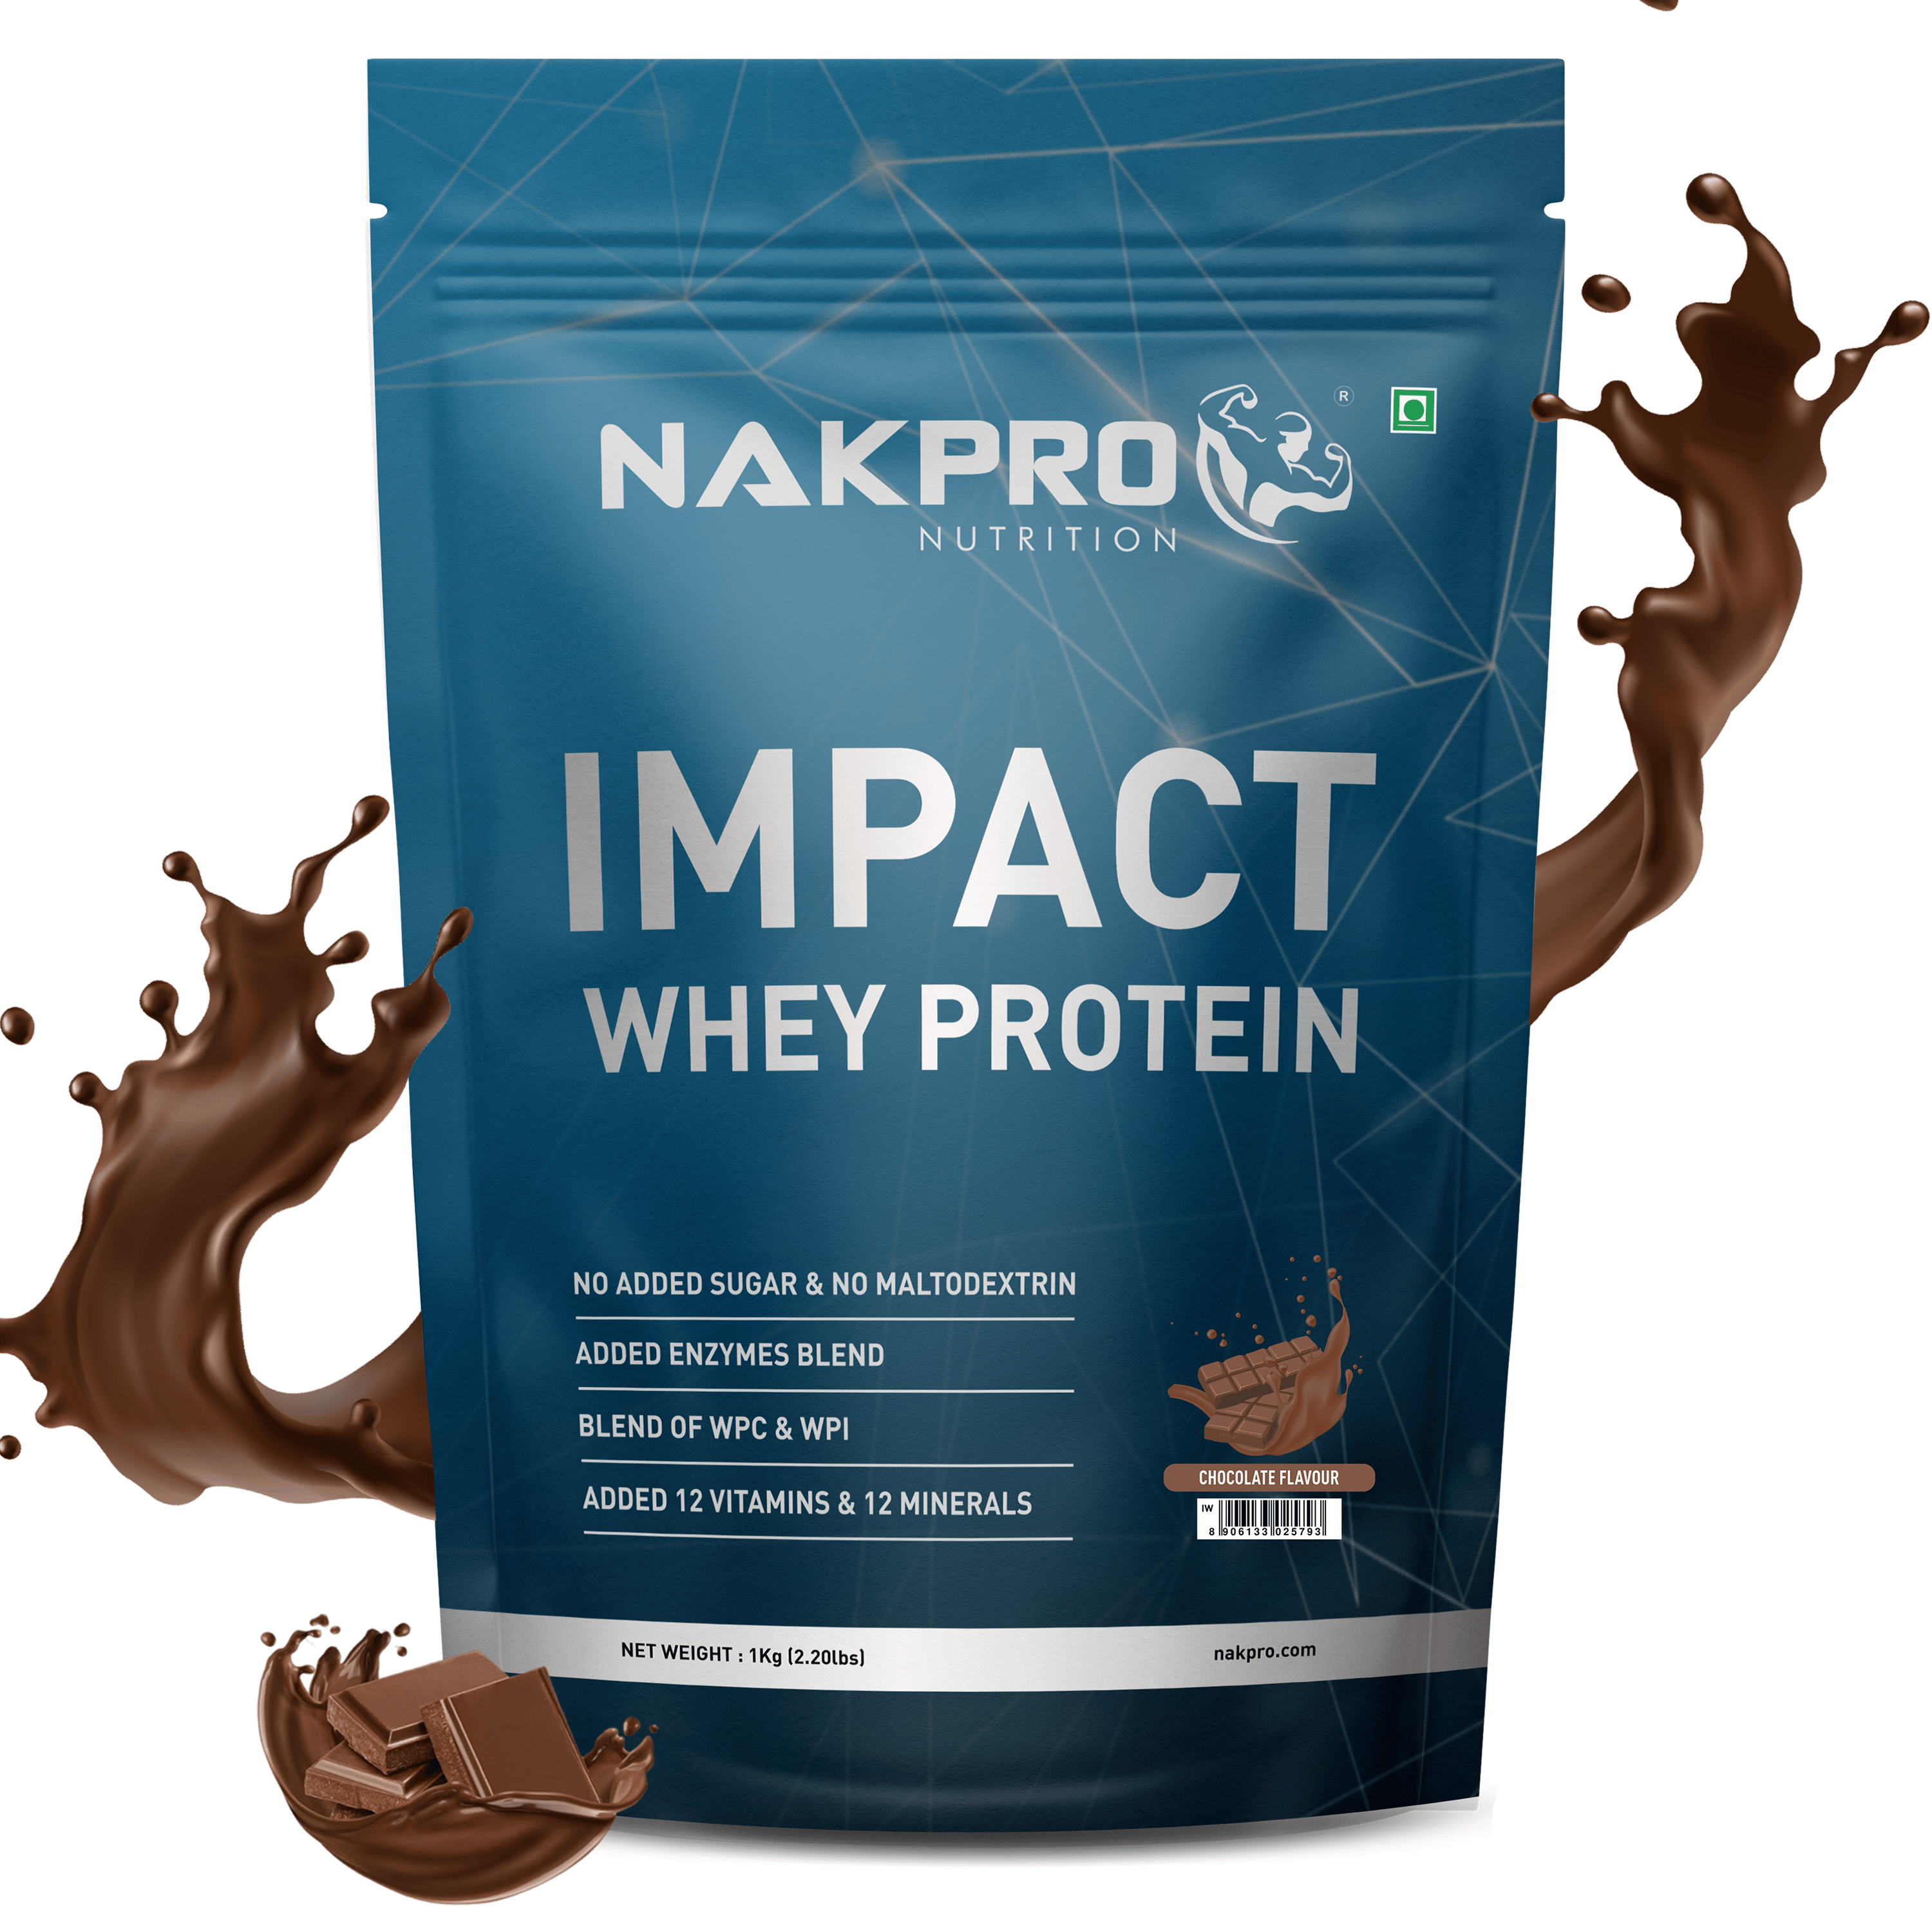 NAKPRO
®
NUTRITION
IMPACT
WHEY PROTEIN
NO ADDED SUGAR & NO MALTODEXTRIN
ADDED ENZYMES BLEND
BLEND OF WPC & WPI
ADDED 12 VITAMINS & 12 MINERALS
CHOCOLATE FLAVOUR
IW
8 906133 025793
NET WEIGHT : 1Kg (2.20lbs)
nakpro.com